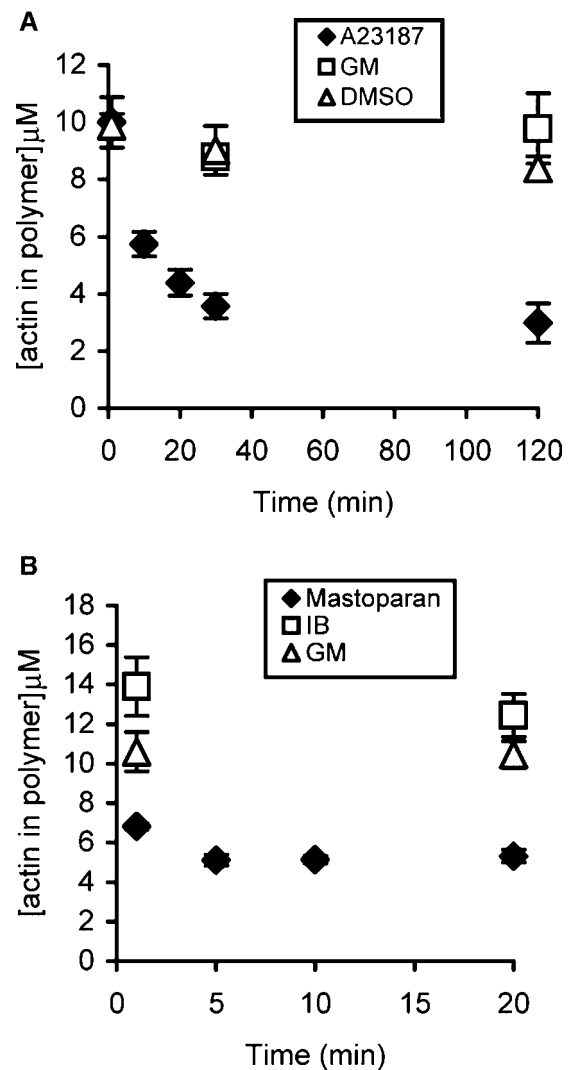 A
A23187
GM
DMSO
12
10
8
6
4
2
0
[actin in polymer]μM
0 20 40 60 80 100 120
Time (min)
B
Mastoparan
IB
GM
18
16
14
12
10
8
6
4
2
0
[actin in polymer]μM
0 5 10 15 20
Time (min)